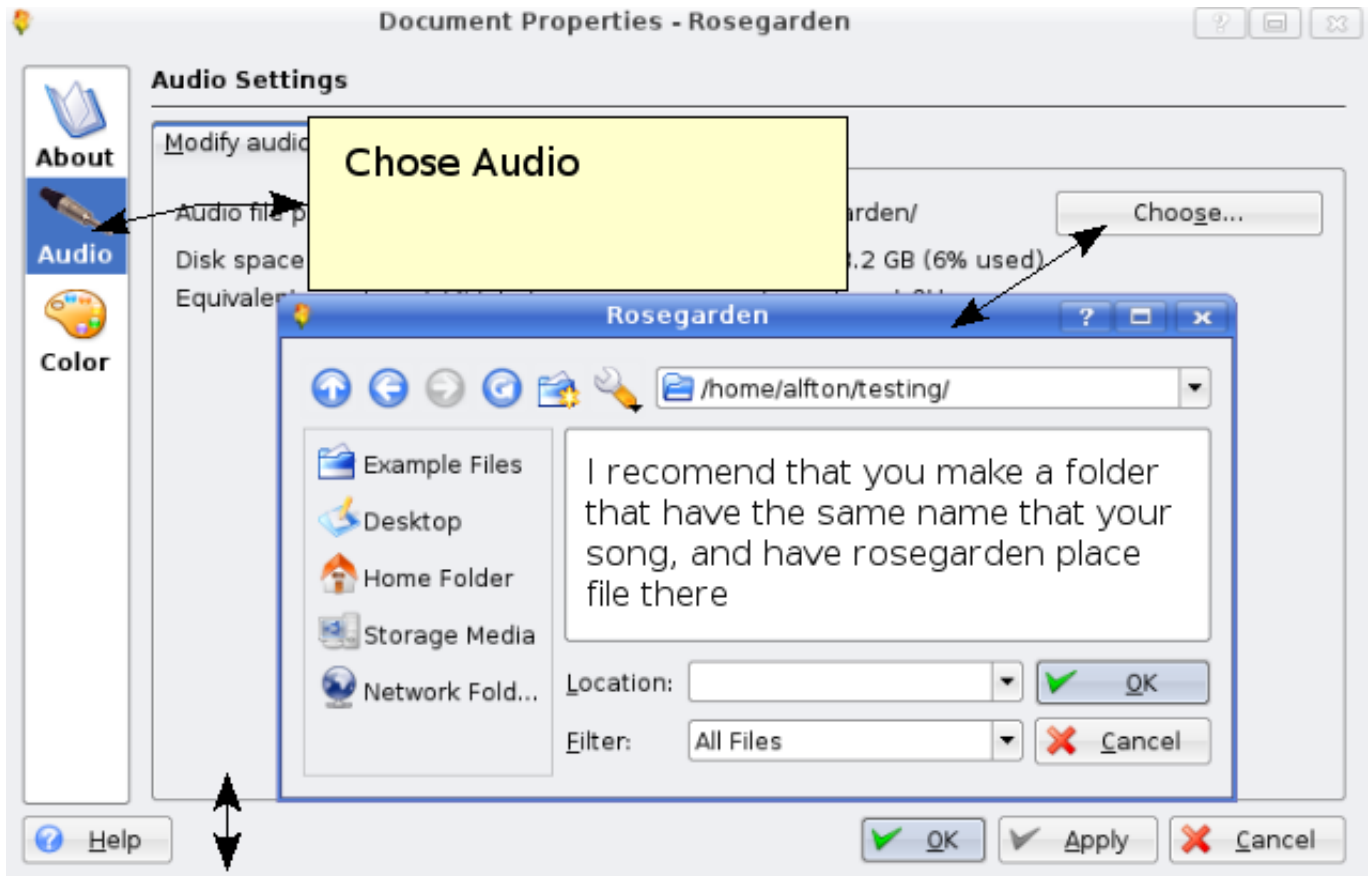 Document Properties - Rosegarden
Audio Settings
About
Audio
Color
Modify audio
Chose Audio
Audio file p
arden/
Choose...
Disk space
.2 GB (6% used)
Rosegarden
/home/alfton/testing/
Example Files
Desktop
Home Folder
Storage Media
Network Fold...
I recomend that you make a folder
that have the same name that your
song, and have rosegarden place
file there
Location:
OK
Filter: All Files
Cancel
Help
OK
Apply
Cancel